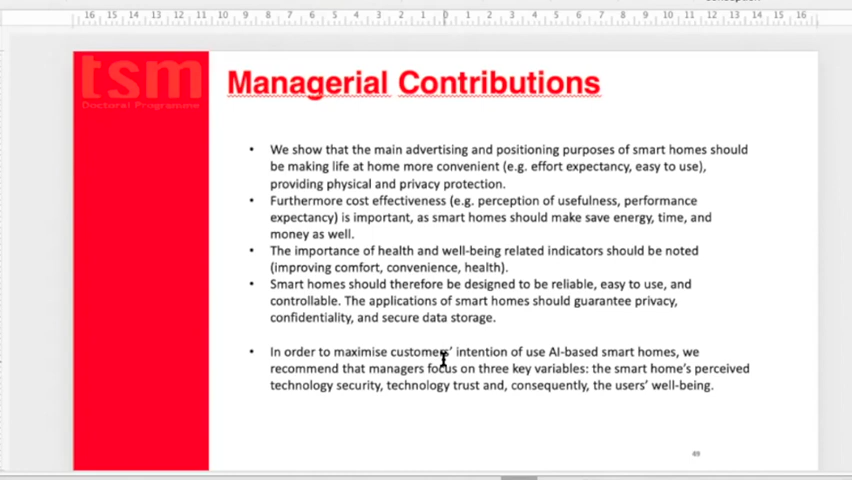 16 15 14 13 12 11 10 9 8 7 6 5 4 3 2 1 0 1 2 3 4 5 6 7 8 9 10 11 12 13 14 15 16
tsm
Doctoral Programme
Managerial Contributions
• We show that the main advertising and positioning purposes of smart homes should
be making life at home more convenient (e.g. effort expectancy, easy to use),
providing physical and privacy protection.
• Furthermore cost effectiveness (e.g. perception of usefulness, performance
expectancy) is important, as smart homes should make save energy, time, and
money as well.
• The importance of health and well-being related indicators should be noted
(improving comfort, convenience, health).
• Smart homes should therefore be designed to be reliable, easy to use, and
controllable. The applications of smart homes should guarantee privacy,
confidentiality, and secure data storage.
• In order to maximise customers’ intention of use AI-based smart homes, we
recommend that managers focus on three key variables: the smart home’s perceived
technology security, technology trust and, consequently, the users’ well-being.
49